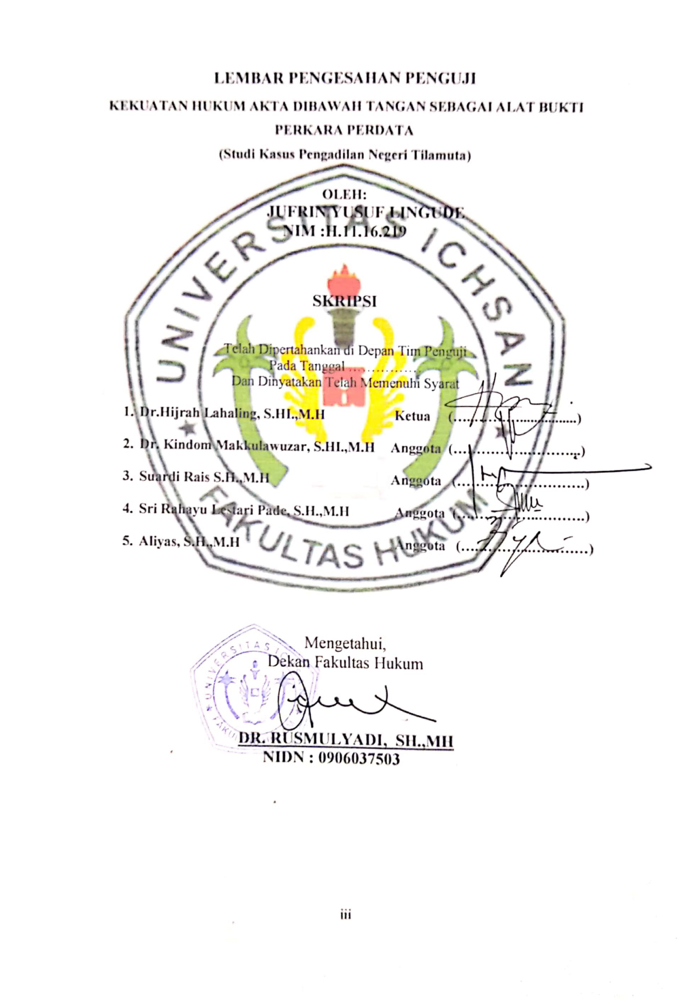 LEMBAR PENGESAHAN PENGUJI
KEKUATAN HUKUM AKTA DIBAWAH TANGAN SEBAGAI ALAT BUKTI
PERKARA PERDATA
(Studi Kasus Pengadilan Negeri Tilamuta)
OLEH:
JUFRIN YUSUF LINGUDE
NIM :H.11.16.219
UNIVERSITAS ICHSAN
SKRIPSI
Telah Dipertahankan di Depan Tim Penguji
Pada Tanggal ..................
Dan Dinyatakan Telah Memenuhi Syarat
1. Dr.Hijrah Lahaling, S.HI.,M.H Ketua (................................)
2. Dr. Kindom Makkulawuzar, S.HI.,M.H Anggota (................................)
3. Suardi Rais S.H.,M.H Anggota (................................)
4. Sri Rahayu Lestari Pade, S.H.,M.H Anggota (................................)
5. Aliyas, S.H.,M.H Anggota (................................)
FAKULTAS HUKUM
Mengetahui,
Dekan Fakultas Hukum
UNIVERSITAS IC
FAKU
DR. RUSMULYADI, SH.,MH
NIDN : 0906037503
iii